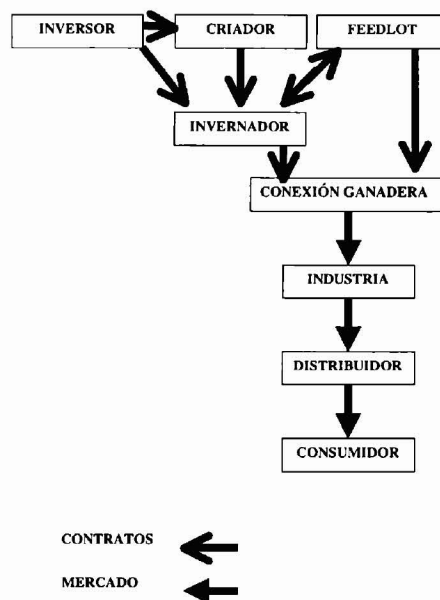 INVERSOR
CRIADOR
FEEDLOT
INVERNADOR
CONEXIÓN GANADERA
INDUSTRIA
DISTRIBUIDOR
CONSUMIDOR
CONTRATOS
MERCADO